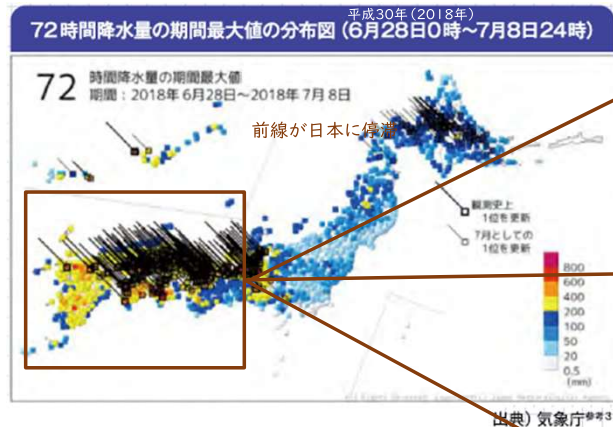 平成30年(2018年)
72時間降水量の期間最大値の分布図(6月28日0時~7月8日24時)
72 時間降水量の期間最大値
期間:2018年 6月28日~2018年 7月 8日
前線が日本に停滞
観測史上
1位を更新
7月としての
1位を更新
800
600
400
200
100
50
20
0.5
(mm)
出典)気象庁参考3